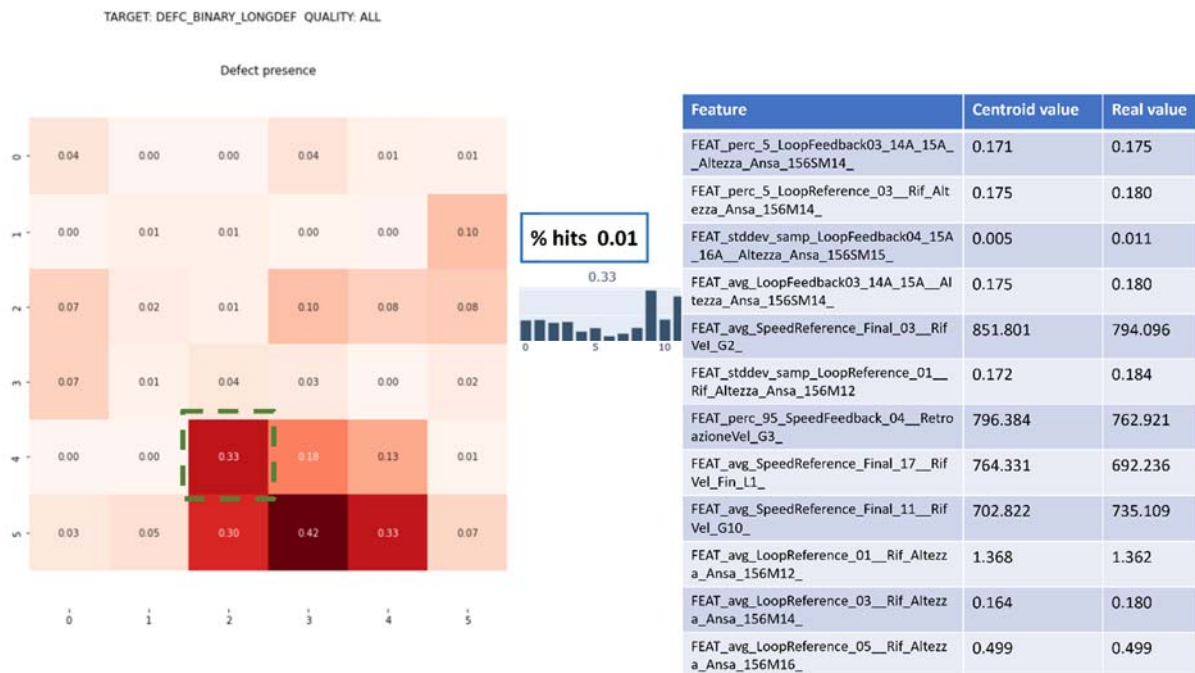 TARGET: DEFC_BINARY_LONGDEF QUALITY: ALL
Defect presence
0 0.04 0.00 0.00 0.04 0.01 0.01
1 0.00 0.01 0.01 0.00 0.00 0.10
2 0.07 0.02 0.01 0.10 0.08 0.08
3 0.07 0.01 0.04 0.03 0.00 0.02
4 0.00 0.00 0.33 0.18 0.13 0.01
5 0.03 0.05 0.30 0.42 0.33 0.07
0 1 2 3 4 5
% hits 0.01
0.33
0 5 10
Feature Centroid value Real value
FEAT_perc_5_LoopFeedback03_14A_15A_ 0.171 0.175
_Altezza_Ansa_156SM14_
FEAT_perc_5_LoopReference_03__Rif_Alt 0.175 0.180
ezza_Ansa_156M14_
FEAT_stddev_samp_LoopFeedback04_15A 0.005 0.011
_16A__Altezza_Ansa_156SM15_
FEAT_avg_LoopFeedback03_14A_15A__Al 0.175 0.180
tezza_Ansa_156SM14_
FEAT_avg_SpeedReference_Final_03__Rif 851.801 794.096
Vel_G2_
FEAT_stddev_samp_LoopReference_01__ 0.172 0.184
Rif_Altezza_Ansa_156M12
FEAT_perc_95_SpeedFeedback_04__Retro 796.384 762.921
azioneVel_G3_
FEAT_avg_SpeedReference_Final_17__Rif 764.331 692.236
Vel_Fin_L1_
FEAT_avg_SpeedReference_Final_11__Rif 702.822 735.109
Vel_G10_
FEAT_avg_LoopReference_01__Rif_Altezz 1.368 1.362
a_Ansa_156M12_
FEAT_avg_LoopReference_03__Rif_Altezz 0.164 0.180
a_Ansa_156M14_
FEAT_avg_LoopReference_05__Rif_Altezz 0.499 0.499
a_Ansa_156M16_